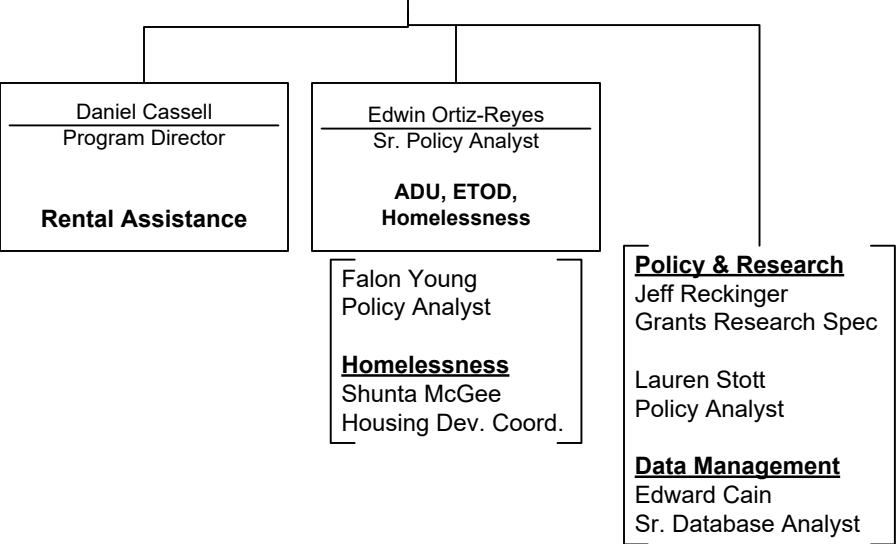 Daniel Cassell
Program Director
Rental Assistance
Edwin Ortiz-Reyes
Sr. Policy Analyst
ADU, ETOD,
Homelessness
Falon Young
Policy Analyst
Homelessness
Shunta McGee
Housing Dev. Coord.
Policy & Research
Jeff Reckinger
Grants Research Spec
Lauren Stott
Policy Analyst
Data Management
Edward Cain
Sr. Database Analyst